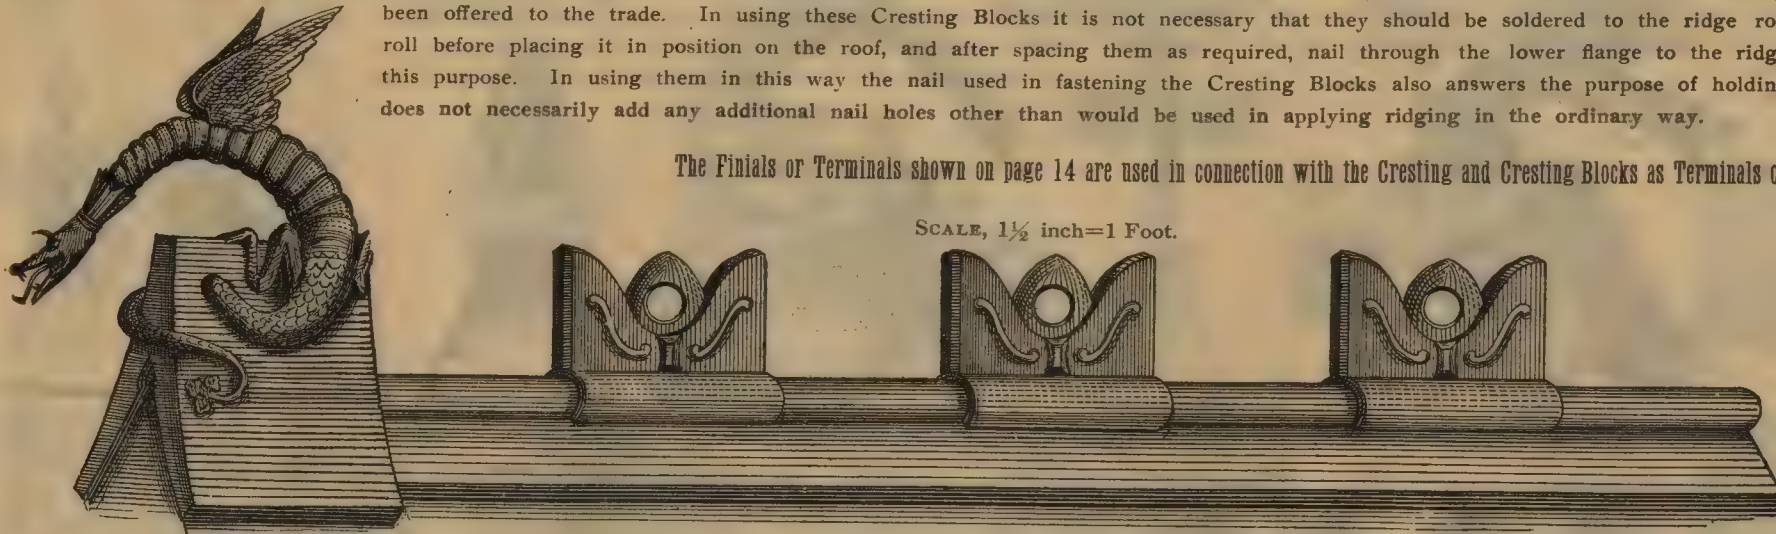 been offered to the trade. In using these Cresting Blocks it is not necessary that they should be soldered to the ridge ro
roll before placing it in position on the roof, and after spacing them as required, nail through the lower flange to the ridg
this purpose. In using them in this way the nail used in fastening the Cresting Blocks also answers the purpose of holdin
does not necessarily add any additional nail holes other than would be used in applying ridging in the ordinary way.
The Finials or Terminals shown on page 14 are used in connection with the Cresting and Cresting Blocks as Terminals o
SCALE, 1½ inch=1 Foot.